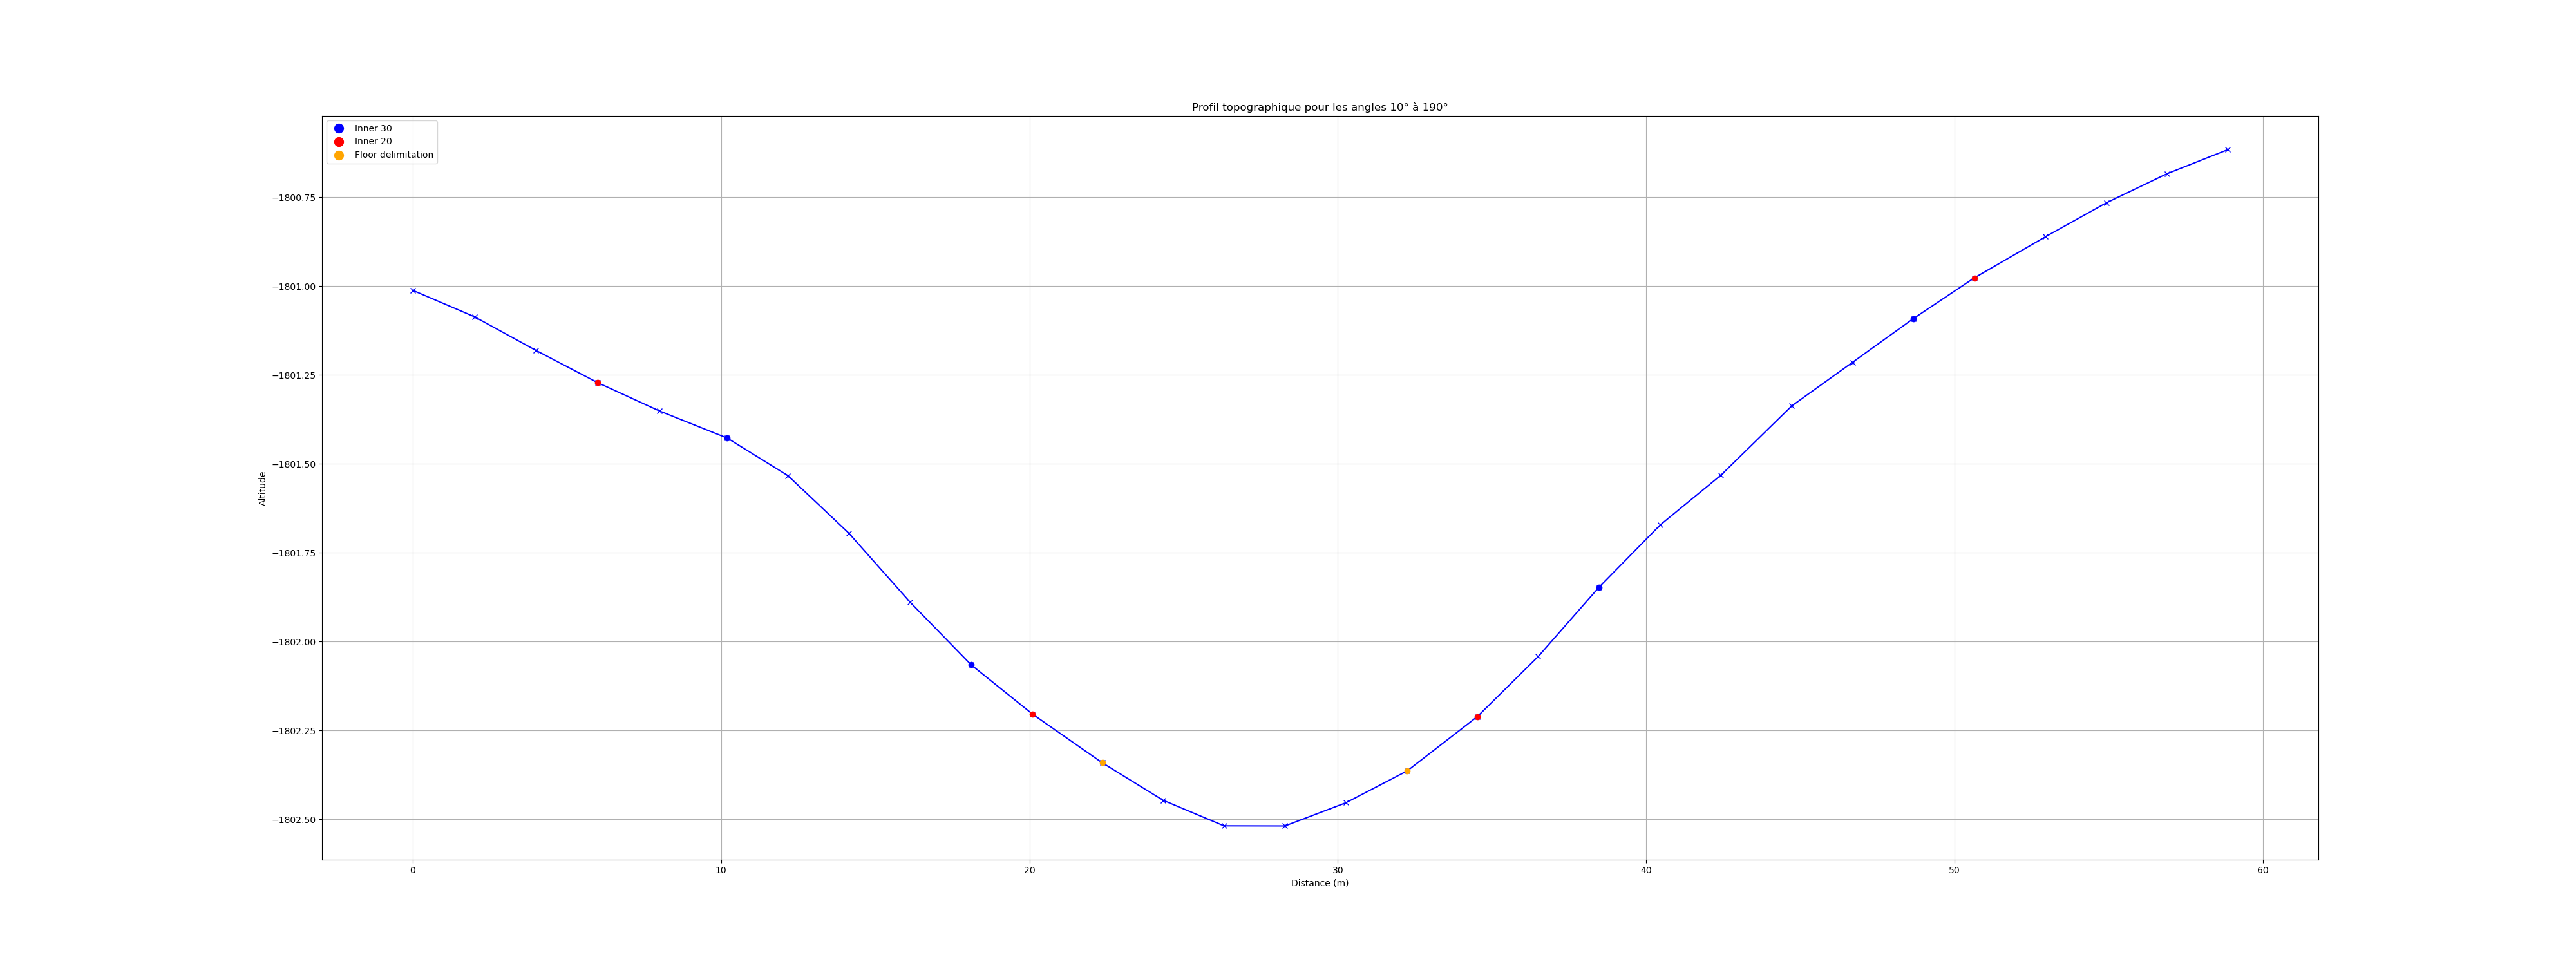 Profil topographique pour les angles 10° à 190°
Inner 30
Inner 20
Floor delimitation
−1800.75
−1801.00
−1801.25
−1801.50
−1801.75
−1802.00
−1802.25
−1802.50
Altitude
0 10 20 30 40 50 60
Distance (m)